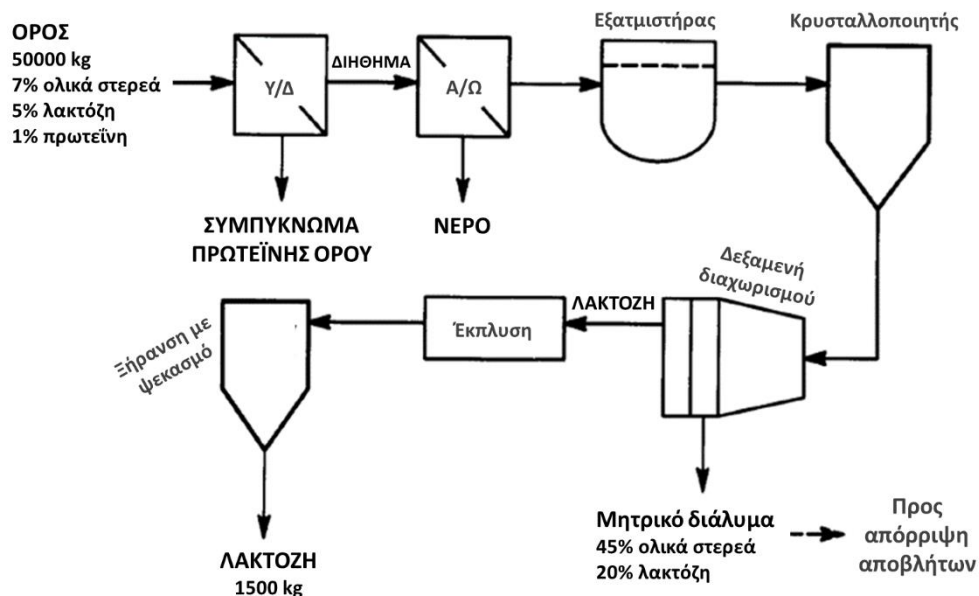 ΟΡΟΣ
50000 kg
7% ολικά στερεά
5% λακτόζη
1% πρωτεΐνη
Υ/Δ
ΔΙΗΘΗΜΑ
Α/Ω
Εξατμιστήρας
Κρυσταλλοποιητής
ΣΥΜΠΥΚΝΩΜΑ
ΠΡΩΤΕΪΝΗΣ ΟΡΟΥ
ΝΕΡΟ
Δεξαμενή
διαχωρισμού
ΛΑΚΤΟΖΗ
Έκπλυση
Ξήρανση με
ψεκασμό
ΛΑΚΤΟΖΗ
1500 kg
Μητρικό διάλυμα
45% ολικά στερεά
20% λακτόζη
Προς
απόρριψη
αποβλήτων